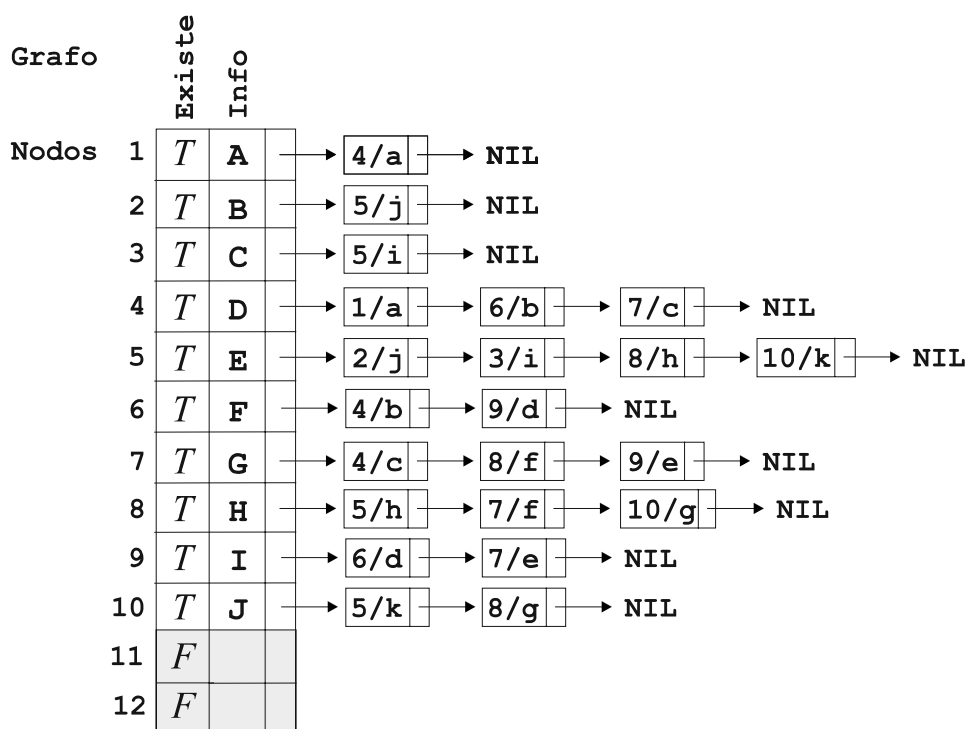 Grafo Existe Info
Nodos 1 T A 4/a NIL
2 T B 5/j NIL
3 T C 5/i NIL
4 T D 1/a 6/b 7/c NIL
5 T E 2/j 3/i 8/h 10/k NIL
6 T F 4/b 9/d NIL
7 T G 4/c 8/f 9/e NIL
8 T H 5/h 7/f 10/g NIL
9 T I 6/d 7/e NIL
10 T J 5/k 8/g NIL
11 F
12 F